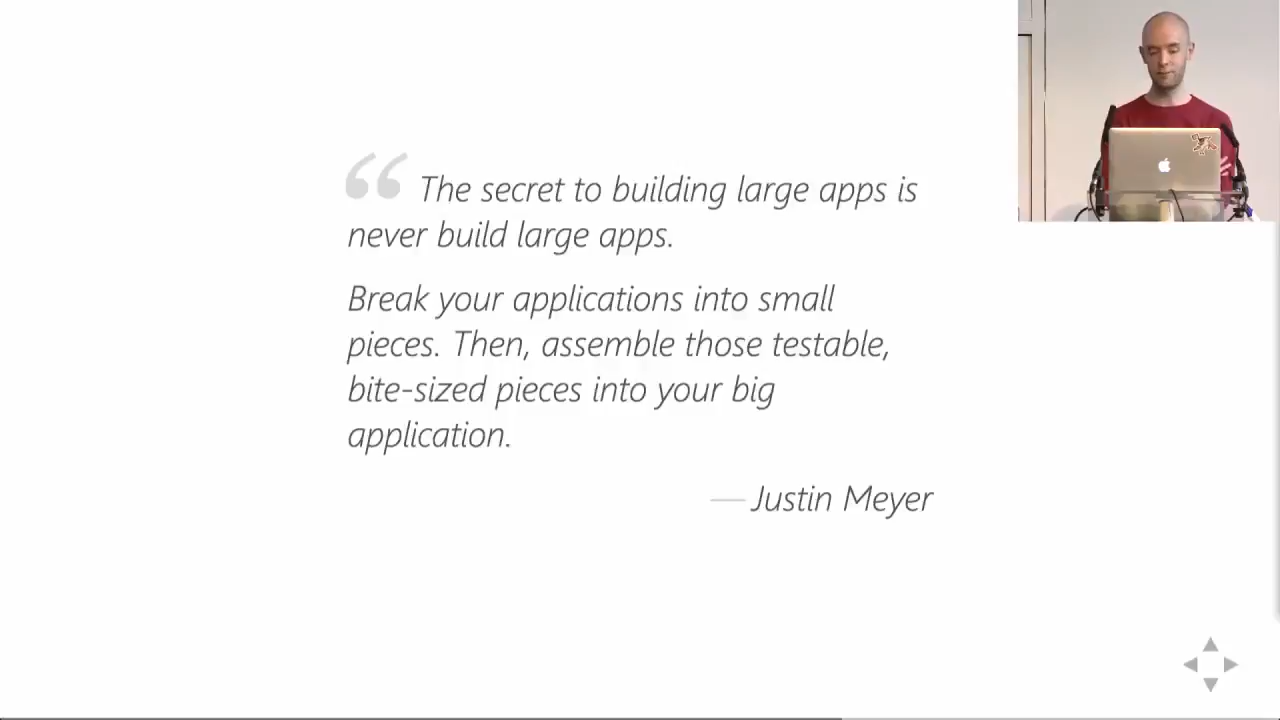 “ The secret to building large apps is
never build large apps.
Break your applications into small
pieces. Then, assemble those testable,
bite-sized pieces into your big
application.
— Justin Meyer